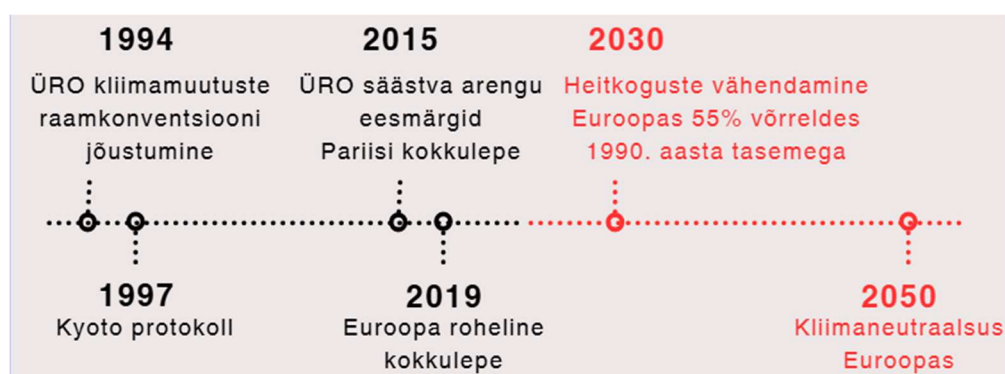 1994
ÜRO kliimamuutuste
raamkonventsiooni
jõustumine
2015
ÜRO säästva arengu
eesmärgid
Pariisi kokkulepe
2030
Heitkoguste vähendamine
Euroopas 55% võrreldes
1990. aasta tasemega
1997
Kyoto protokoll
2019
Euroopa roheline
kokkulepe
2050
Kliimaneutraalsus
Euroopas